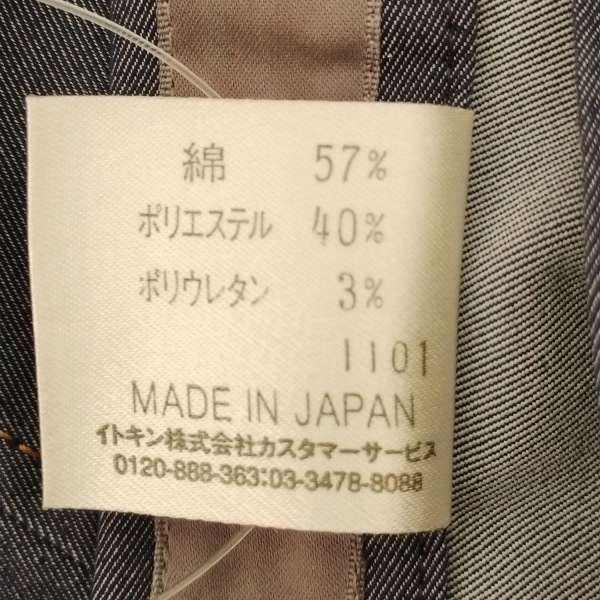 綿 57%
ポリエステル 40%
ポリウレタン 3%
1101
MADE IN JAPAN
イトキン株式会社カスタマーサービス
0120-888-363:03-3478-8088